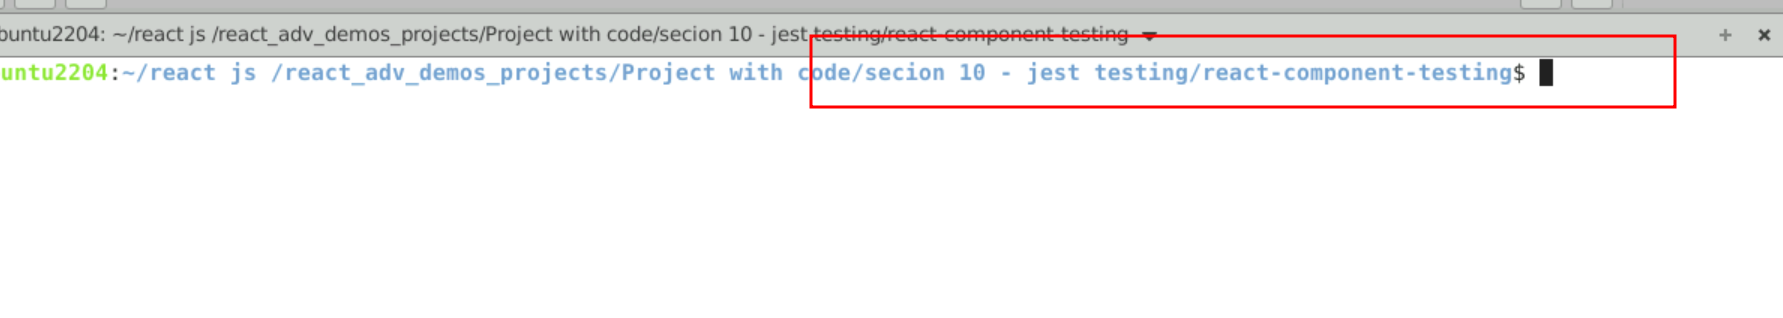 buntu2204: ~/react js /react_adv_demos_projects/Project with code/secion 10 - jest testing/react-component-testing
untu2204:~/react js /react_adv_demos_projects/Project with code/secion 10 - jest testing/react-component-testing$